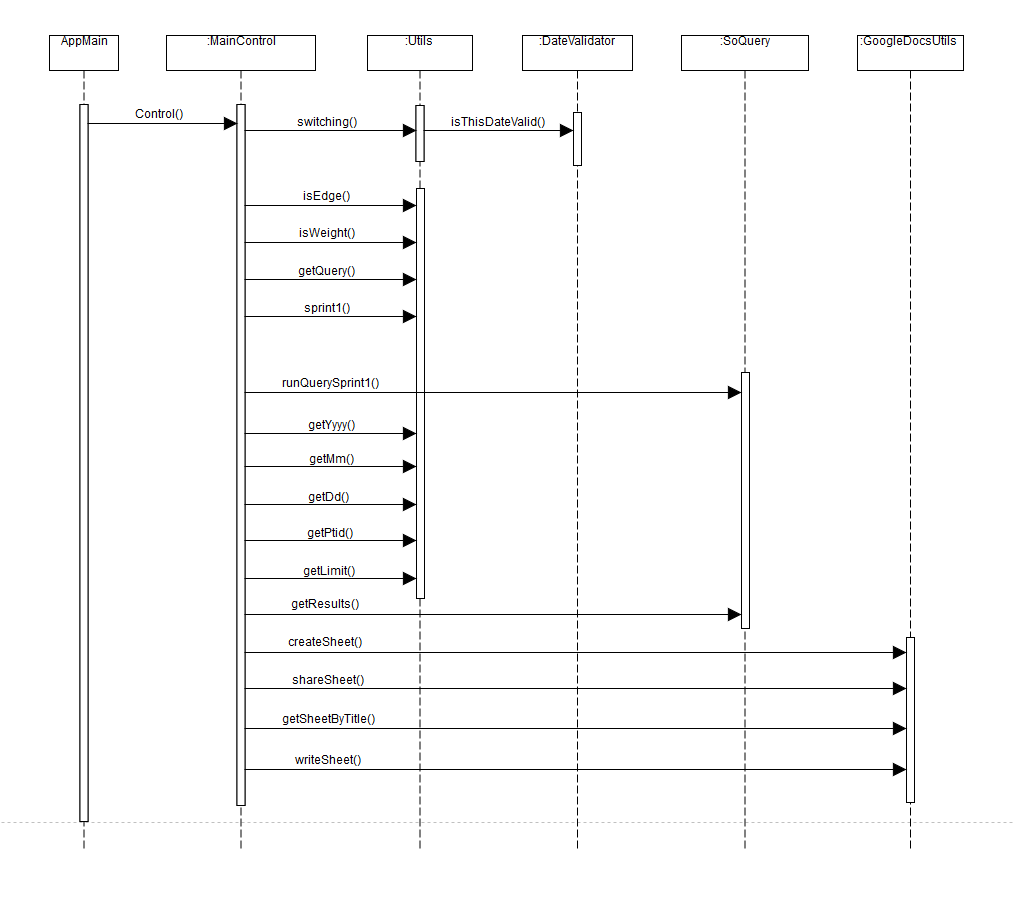 AppMain
:MainControl
:Utils
:DateValidator
:SoQuery
:GoogleDocsUtils
Control()
switching()
isThisDateValid()
isEdge()
isWeight()
getQuery()
sprint1()
runQuerySprint1()
getYyyy()
getMm()
getDd()
getPtid()
getLimit()
getResults()
createSheet()
shareSheet()
getSheetByTitle()
writeSheet()